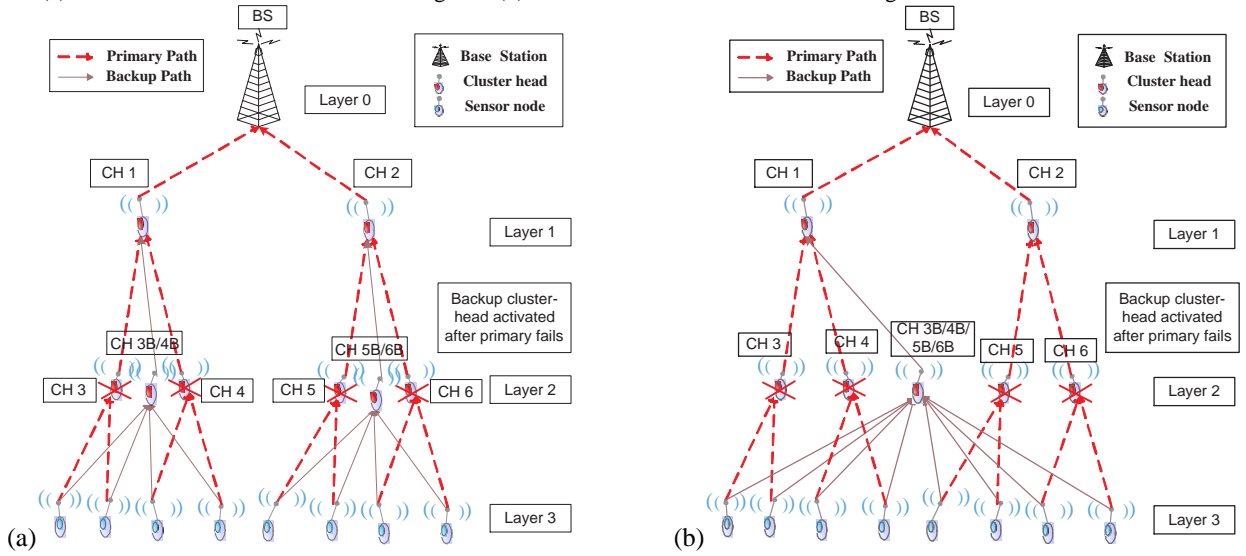 BS
Primary Path
Backup Path
Base Station
Cluster head
Sensor node
Layer 0
CH 1
CH 2
Layer 1
Backup cluster-
head activated
after primary fails
CH 3B/4B
CH 5B/6B
CH 3
CH 4
CH 5
CH 6
Layer 2
Layer 3
(a)
BS
Primary Path
Backup Path
Base Station
Cluster head
Sensor node
Layer 0
CH 1
CH 2
Layer 1
Backup cluster-
head activated
after primary fails
CH 3
CH 4
CH 3B/4B/
5B/6B
CH 5
CH 6
Layer 2
Layer 3
(b)